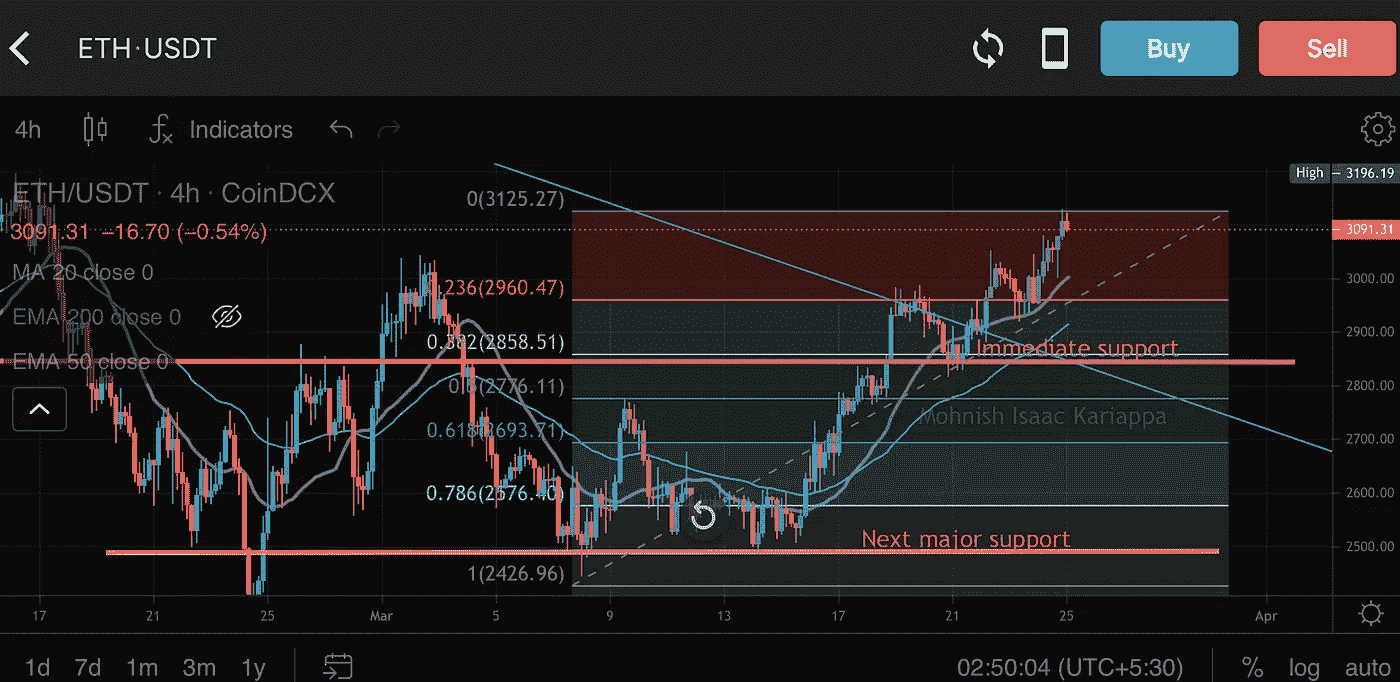 ETH·USDT
Buy
Sell
4h
Indicators
High
3196.19
ETH/USDT · 4h · CoinDCX
0(3125.27)
3091.31 −16.70 (−0.54%)
3091.31
MA 20 close 0
3000.00
.236(2960.47)
EMA 200 close 0
2900.00
0.382(2858.51)
Immediate support
EMA 50 close 0
0.5(2776.11)
2800.00
Mohnish Isaac Kariappa
0.618(2693.71)
2700.00
0.786(2576.40)
2600.00
Next major support
2500.00
1(2426.96)
17 21 25 Mar 5 9 13 17 21 25 Apr
1d 7d 1m 3m 1y
02:50:04 (UTC+5:30)
% log auto